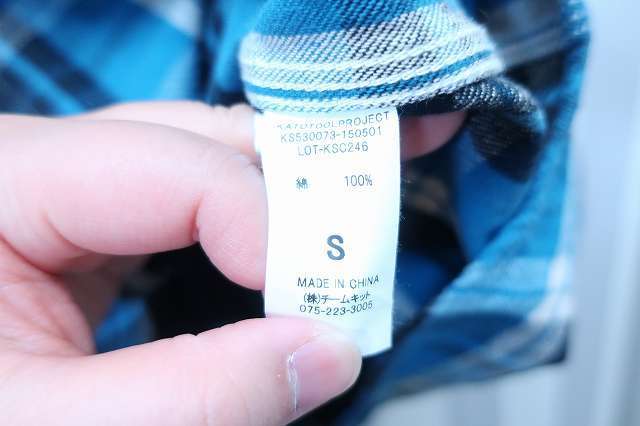 KATOTOOLPROJECT
KS530073-150501
LOT-KSC246
綿 100%
S
MADE IN CHINA
(株)チームキット
075-223-3005